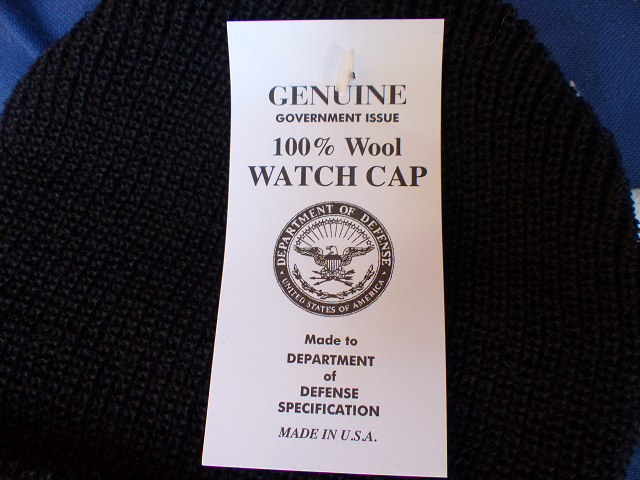 GENUINE
GOVERNMENT ISSUE
100% Wool
WATCH CAP
DEPARTMENT OF DEFENSE
UNITED STATES OF AMERICA
Made to
DEPARTMENT
of
DEFENSE
SPECIFICATION
MADE IN U.S.A.